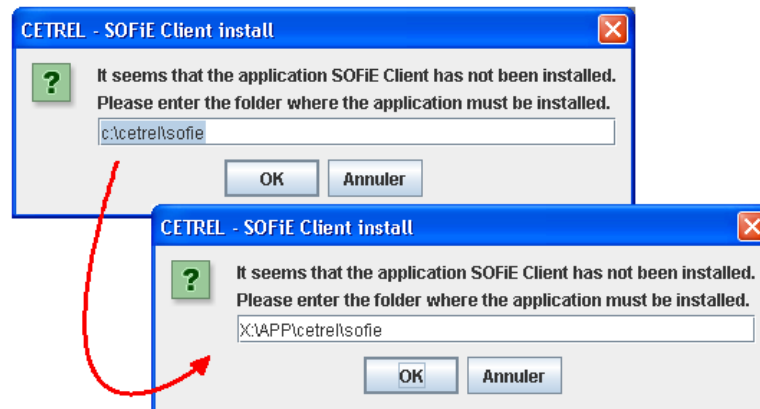 CETREL - SOFiE Client install
?
It seems that the application SOFiE Client has not been installed.
Please enter the folder where the application must be installed.
c:\cetrel\sofie
OK Annuler
CETREL - SOFiE Client install
?
It seems that the application SOFiE Client has not been installed.
Please enter the folder where the application must be installed.
X:\APP\cetrel\sofie
OK Annuler